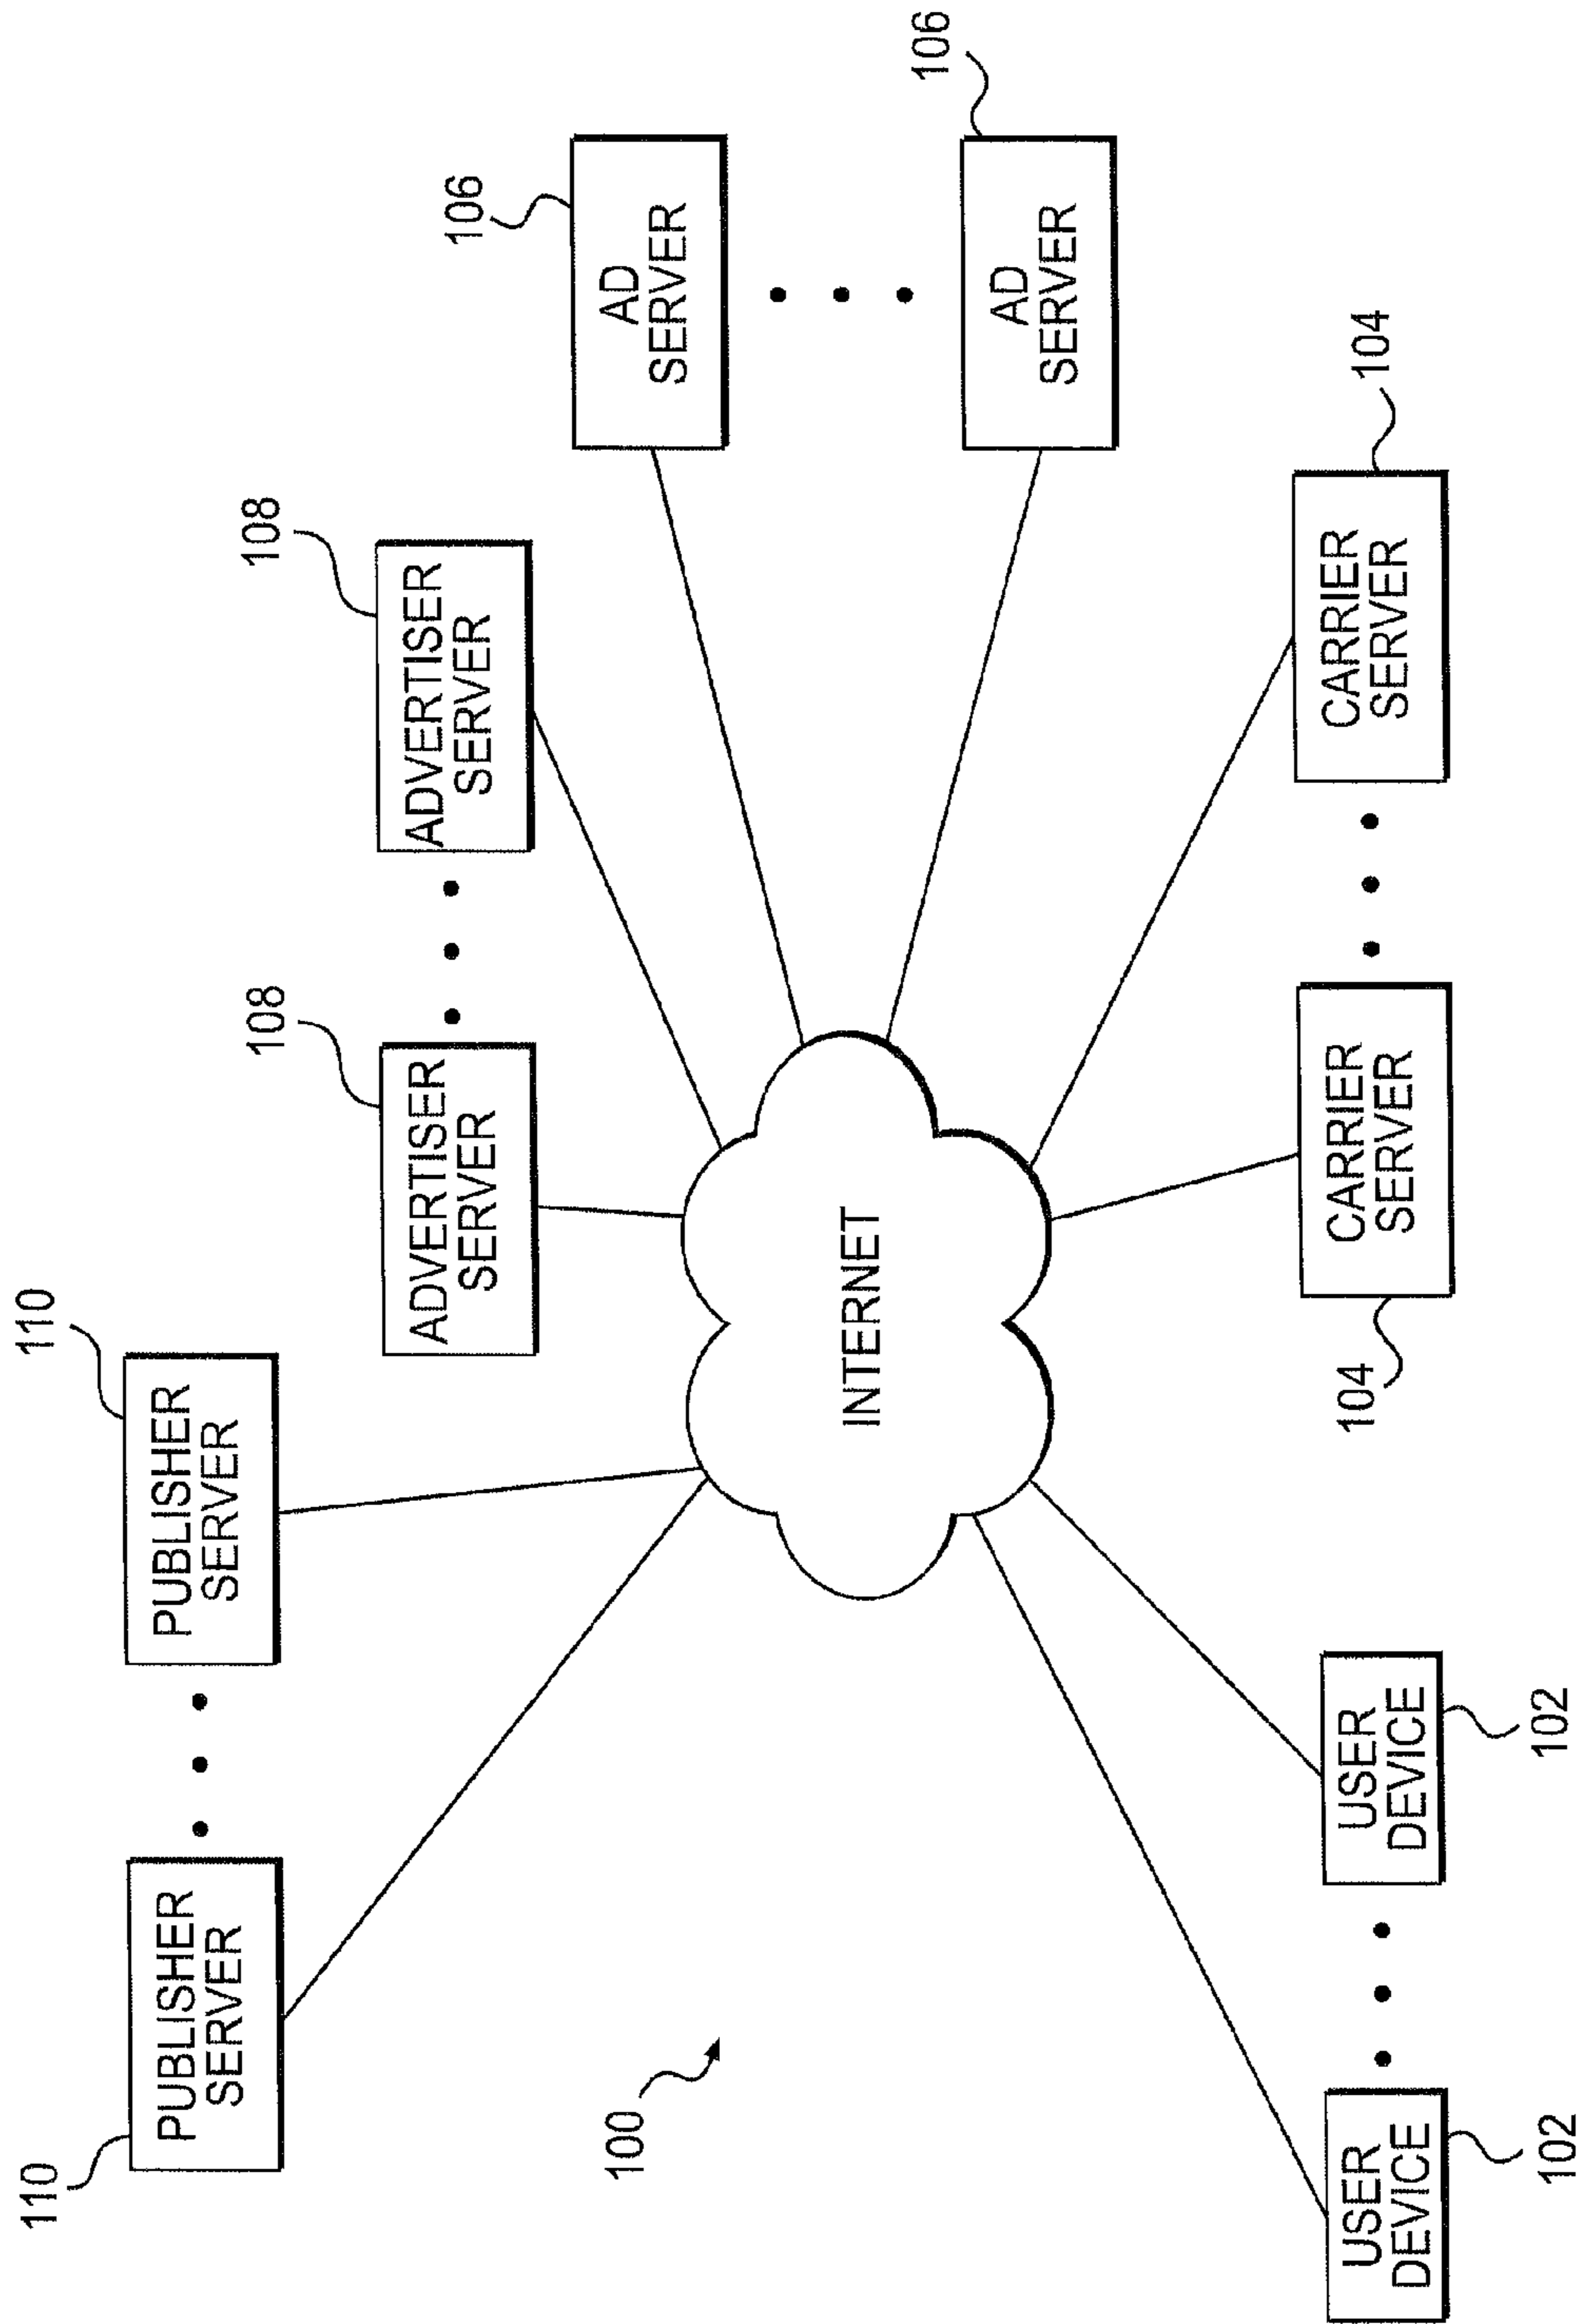 110
PUBLISHER
SERVER
110
PUBLISHER
SERVER
108
ADVERTISER
SERVER
108
ADVERTISER
SERVER
106
AD
SERVER
106
AD
SERVER
INTERNET
100
102
USER
DEVICE
102
USER
DEVICE
104
CARRIER
SERVER
104
CARRIER
SERVER